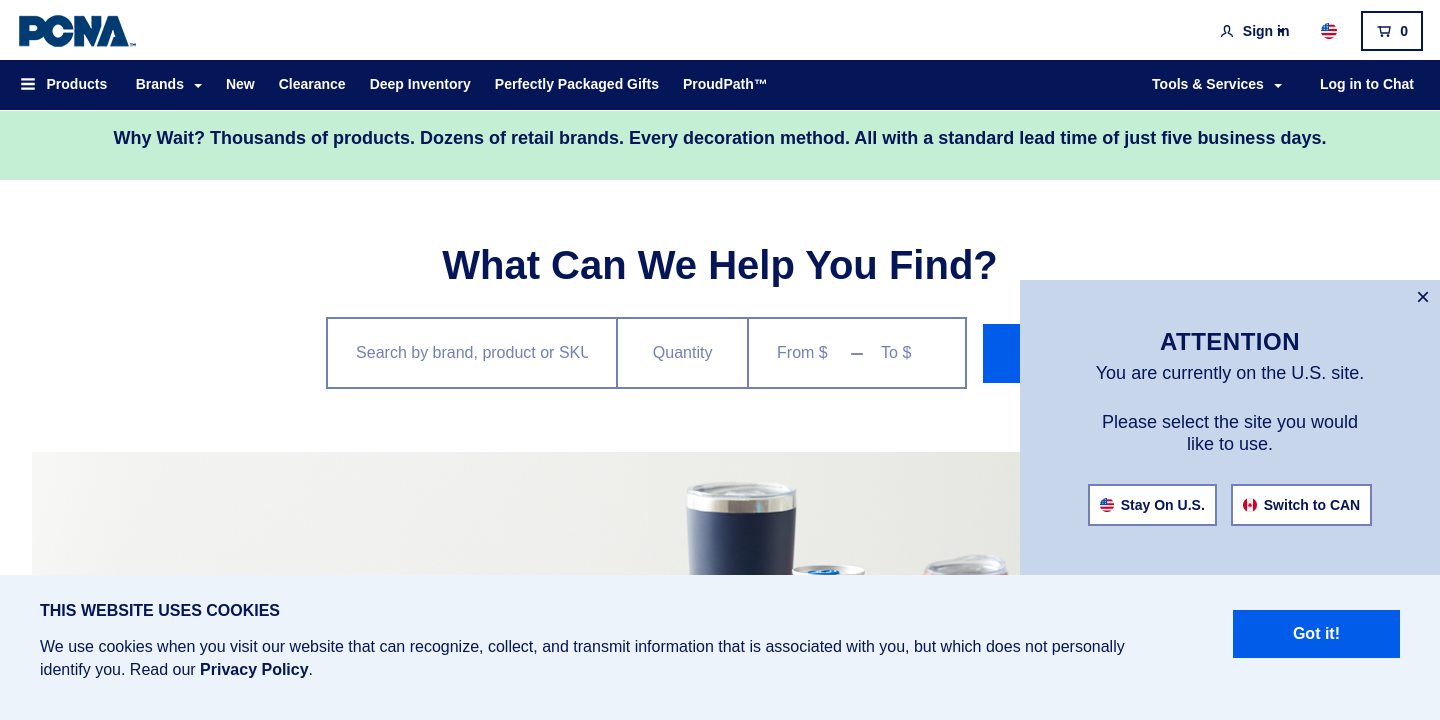 PCNA™
Sign in
0
Products
Brands
New
Clearance
Deep Inventory
Perfectly Packaged Gifts
ProudPath™
Tools & Services
Log in to Chat
Why Wait? Thousands of products. Dozens of retail brands. Every decoration method. All with a standard lead time of just five business days.
What Can We Help You Find?
Search by brand, product or SKU
Quantity
From $
–
To $
×
ATTENTION
You are currently on the U.S. site.
Please select the site you would
like to use.
Stay On U.S.
Switch to CAN
THIS WEBSITE USES COOKIES
We use cookies when you visit our website that can recognize, collect, and transmit information that is associated with you, but which does not personally
identify you. Read our Privacy Policy.
Got it!